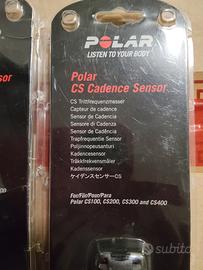 POLAR
LISTEN TO YOUR BODY
Polar
CS Cadence Sensor
CS Trittfrequenzmesser
Capteur de cadence
Sensor de Cadencia
Sensore di Cadenza
Sensor de Cadência
Trapfrequentie Sensor
Poljinnopeusanturi
Kadencesensor
Tråkkfrekvensmåler
Kadenssensor
ケイデンスセンサーCS
For/Für/Pour/Para
Polar CS100, CS200, CS300 and CS400
sor
subito